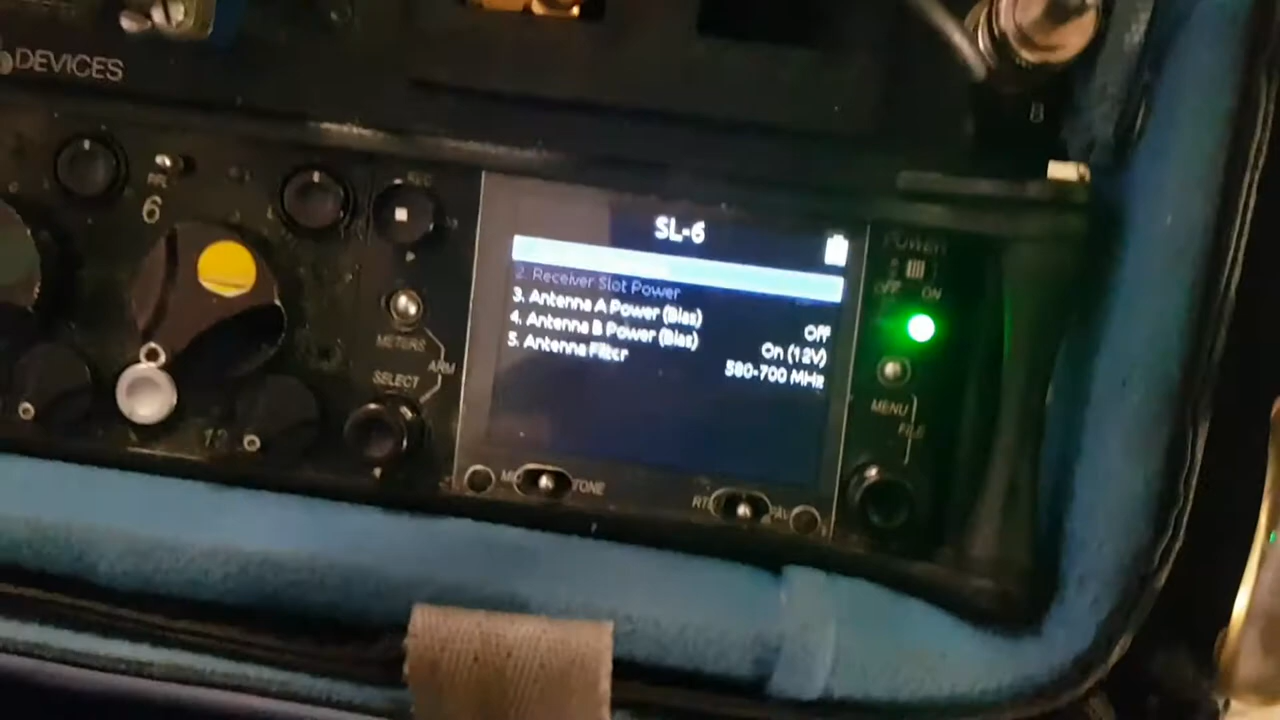 DEVICES
B
PFL
6
REC
METERS
ARM
SELECT
12
SL-6
2. Receiver Slot Power
3. Antenna A Power (Bias) Off
4. Antenna B Power (Bias) On (12V)
5. Antenna Filter 580-700 MHz
POWER
OFF ON
MENU
FILE
TONE